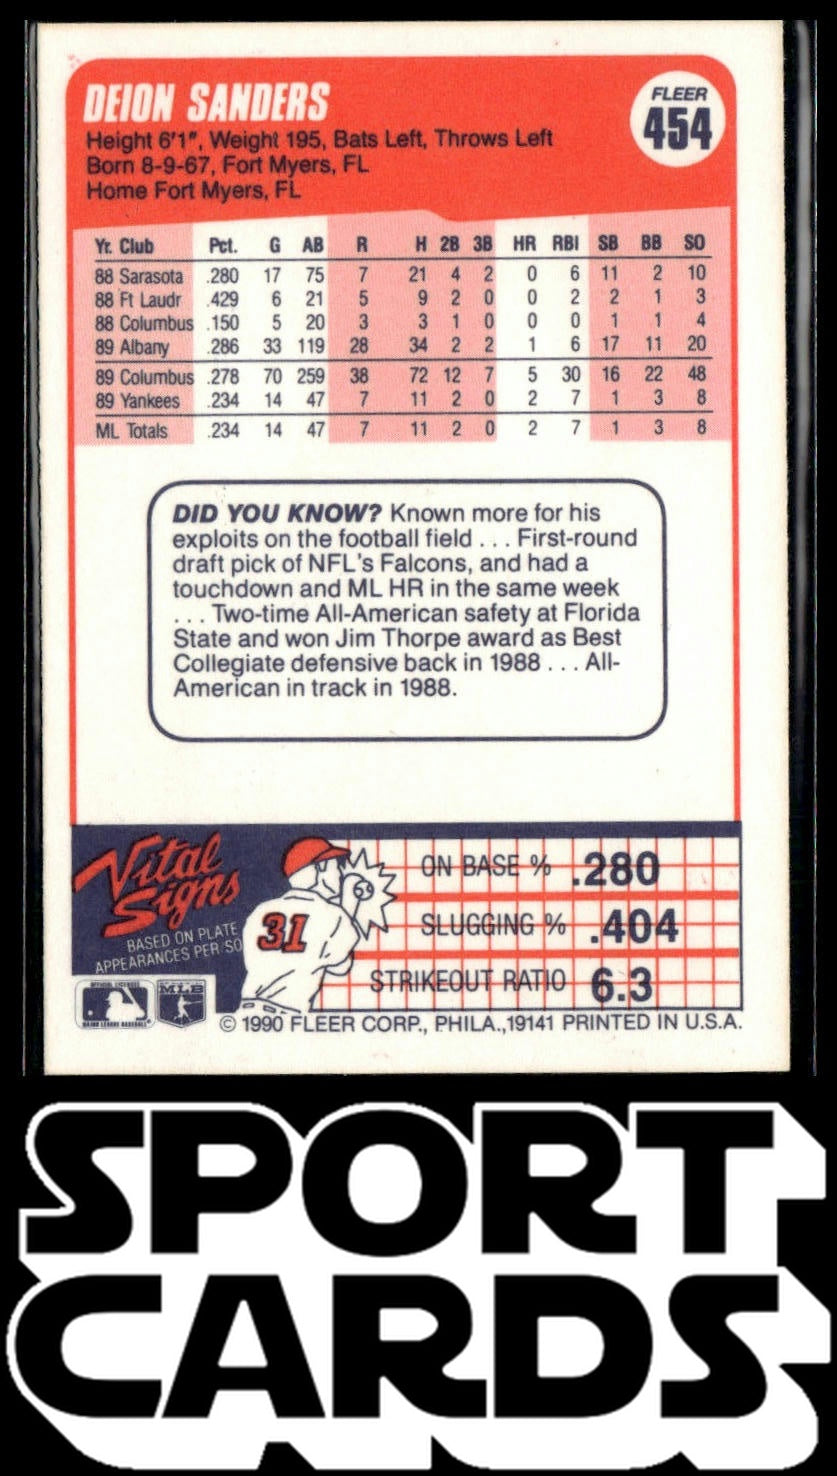 DEION SANDERS
FLEER
454
Height 6'1", Weight 195, Bats Left, Throws Left
Born 8-9-67, Fort Myers, FL
Home Fort Myers, FL
Yr. Club Pct. G AB R H 2B 3B HR RBI SB BB SO
88 Sarasota .280 17 75 7 21 4 2 0 6 11 2 10
88 Ft Laudr .429 6 21 5 9 2 0 0 2 2 1 3
88 Columbus .150 5 20 3 3 1 0 0 0 1 1 4
89 Albany .286 33 119 28 34 2 2 1 6 17 11 20
89 Columbus .278 70 259 38 72 12 7 5 30 16 22 48
89 Yankees .234 14 47 7 11 2 0 2 7 1 3 8
ML Totals .234 14 47 7 11 2 0 2 7 1 3 8
DID YOU KNOW? Known more for his
exploits on the football field . . . First-round
draft pick of NFL's Falcons, and had a
touchdown and ML HR in the same week
. . . Two-time All-American safety at Florida
State and won Jim Thorpe award as Best
Collegiate defensive back in 1988 . . . All-
American in track in 1988.
Vital
Signs
BASED ON PLATE
APPEARANCES PER SO
31
ON BASE % .280
SLUGGING % .404
STRIKEOUT RATIO 6.3
MLB
© 1990 FLEER CORP., PHILA.,19141 PRINTED IN U.S.A.
SPORT
CARDS